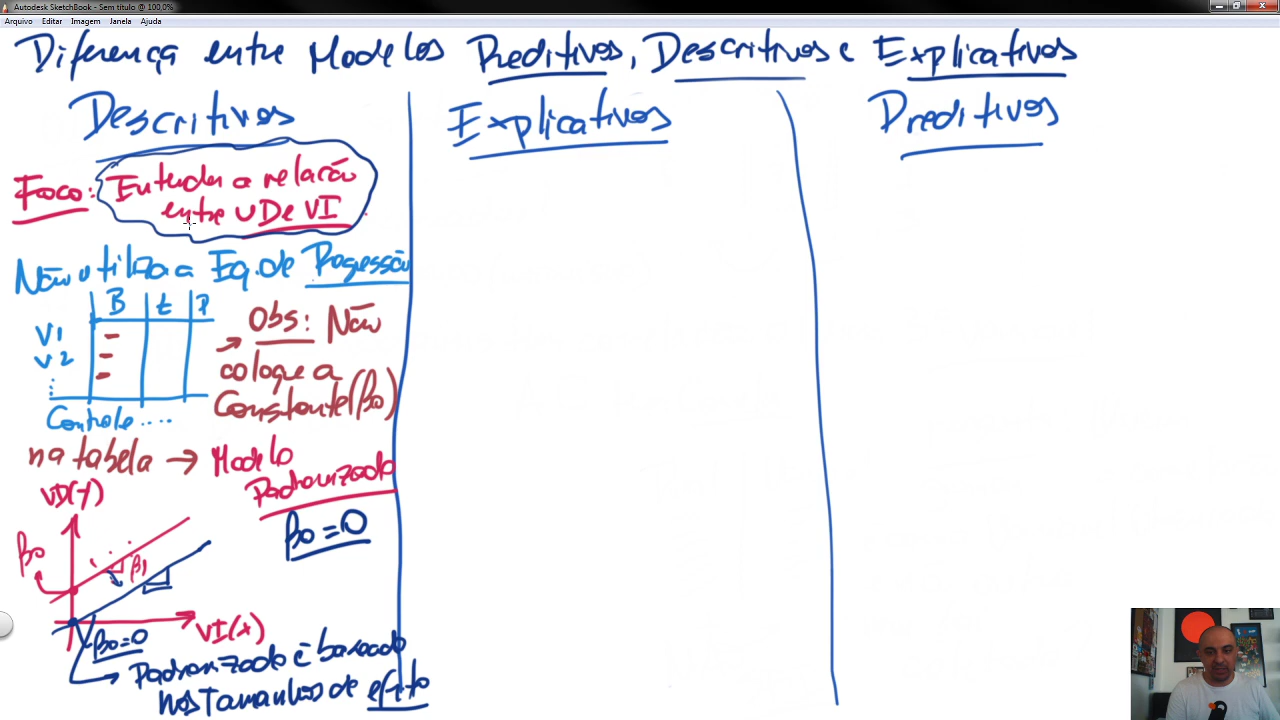 Autodesk SketchBook - Sem título @ 100,0%
Arquivo Editar Imagem Janela Ajuda
Diferença entre Modelos Preditivos, Descritivos e Explicativos
Descritivos
Foco: Entender a relação
entre VD e VI
Não utiliza a Eq. de Regressão
B t P
V1
V2
Controle ....
→ Obs: Não
coloque a
Constante (β0)
na tabela → Modelo
Padronizado
β0 = 0
VD(Y)
β0
β1
VI(X)
β0=0
Padronizado é baseado
nos Tamanhos de efeito
Explicativos
Preditivos